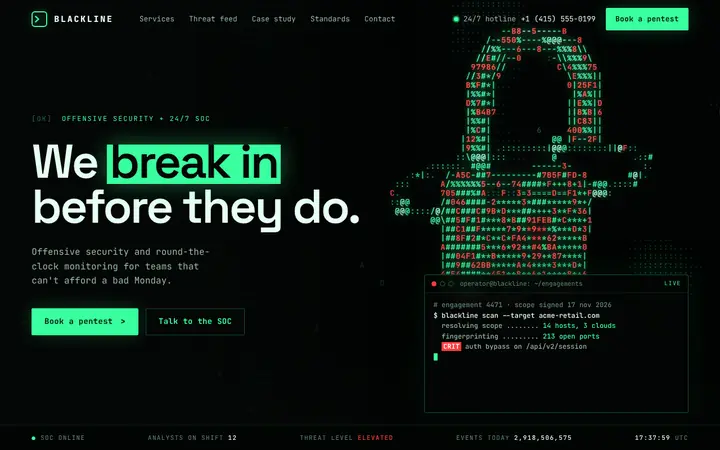 BLACKLINE
Services Threat feed Case study Standards Contact
24/7 hotline +1 (415) 555-0199
Book a pentest
[OK] OFFENSIVE SECURITY + 24/7 SOC
We break in
before they do.
Offensive security and round-the-
clock monitoring for teams that
can't afford a bad Monday.
Book a pentest >
Talk to the SOC
operator@blackline: ~/engagements
LIVE
# engagement 4471 · scope signed 17 nov 2026
$ blackline scan --target acme-retail.com
resolving scope ........ 14 hosts, 3 clouds
fingerprinting ......... 213 open ports
CRIT auth bypass on /api/v2/session
SOC ONLINE
ANALYSTS ON SHIFT 12
THREAT LEVEL ELEVATED
EVENTS TODAY 2,918,506,575
17:37:59 UTC